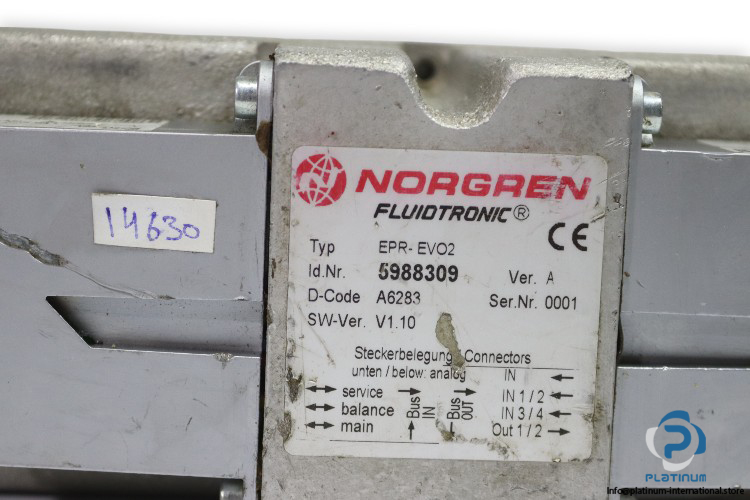 NORGREN
FLUIDTRONIC®
CE
Typ EPR- EVO2
Id.Nr. 5988309 Ver. A
D-Code A6283 Ser.Nr. 0001
SW-Ver. V1.10
Steckerbelegung Connectors
unten / below: analog IN
service IN 1 / 2
balance IN 3 / 4
main Out 1 / 2
Bus IN
Bus OUT
14630
PLATINUM
info@platinum-international.store